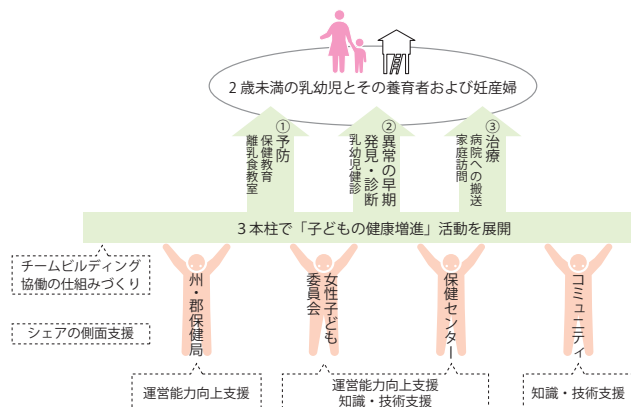 2歳未満の乳幼児とその養育者および妊産婦
①予防
保健教育
離乳食教室
②異常の早期
発見・診断
乳幼児健診
③治療
病院への搬送
家庭訪問
3本柱で「子どもの健康増進」活動を展開
チームビルディング
協働の仕組みづくり
シェアの側面支援
州・郡保健局
女性子ども
委員会
保健センター
コミュニティ
運営能力向上支援
運営能力向上支援
知識・技術支援
知識・技術支援